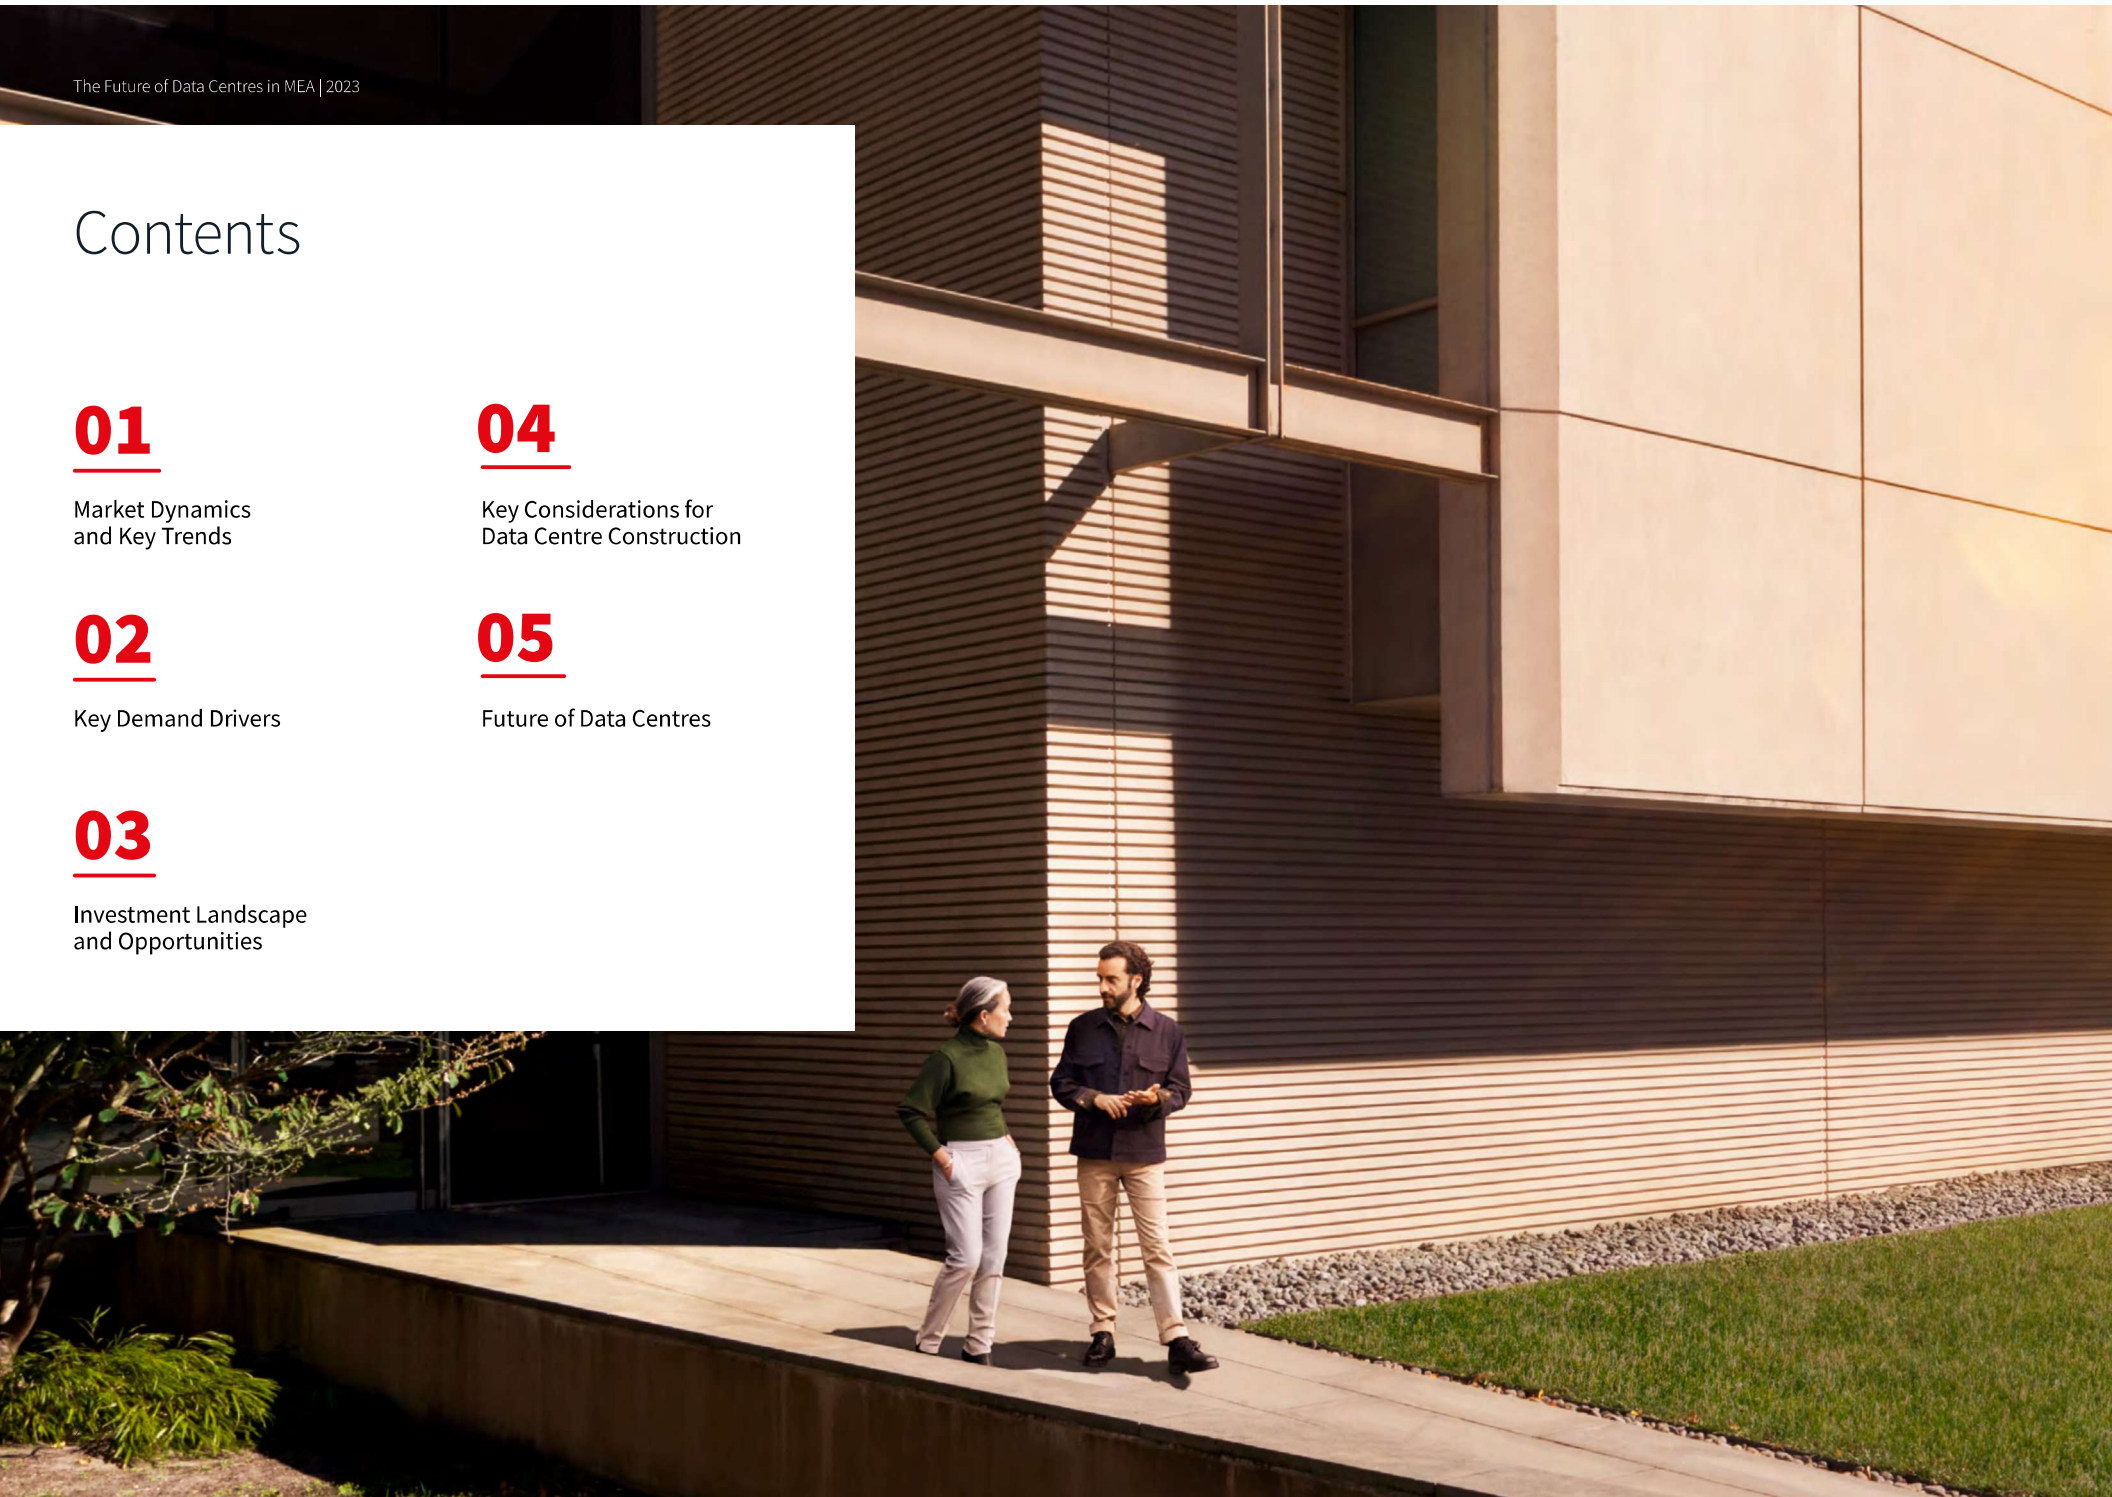 The Future of Data Centres in MEA | 2023
Contents
01
Market Dynamics
and Key Trends
02
Key Demand Drivers
03
Investment Landscape
and Opportunities
04
Key Considerations for
Data Centre Construction
05
Future of Data Centres